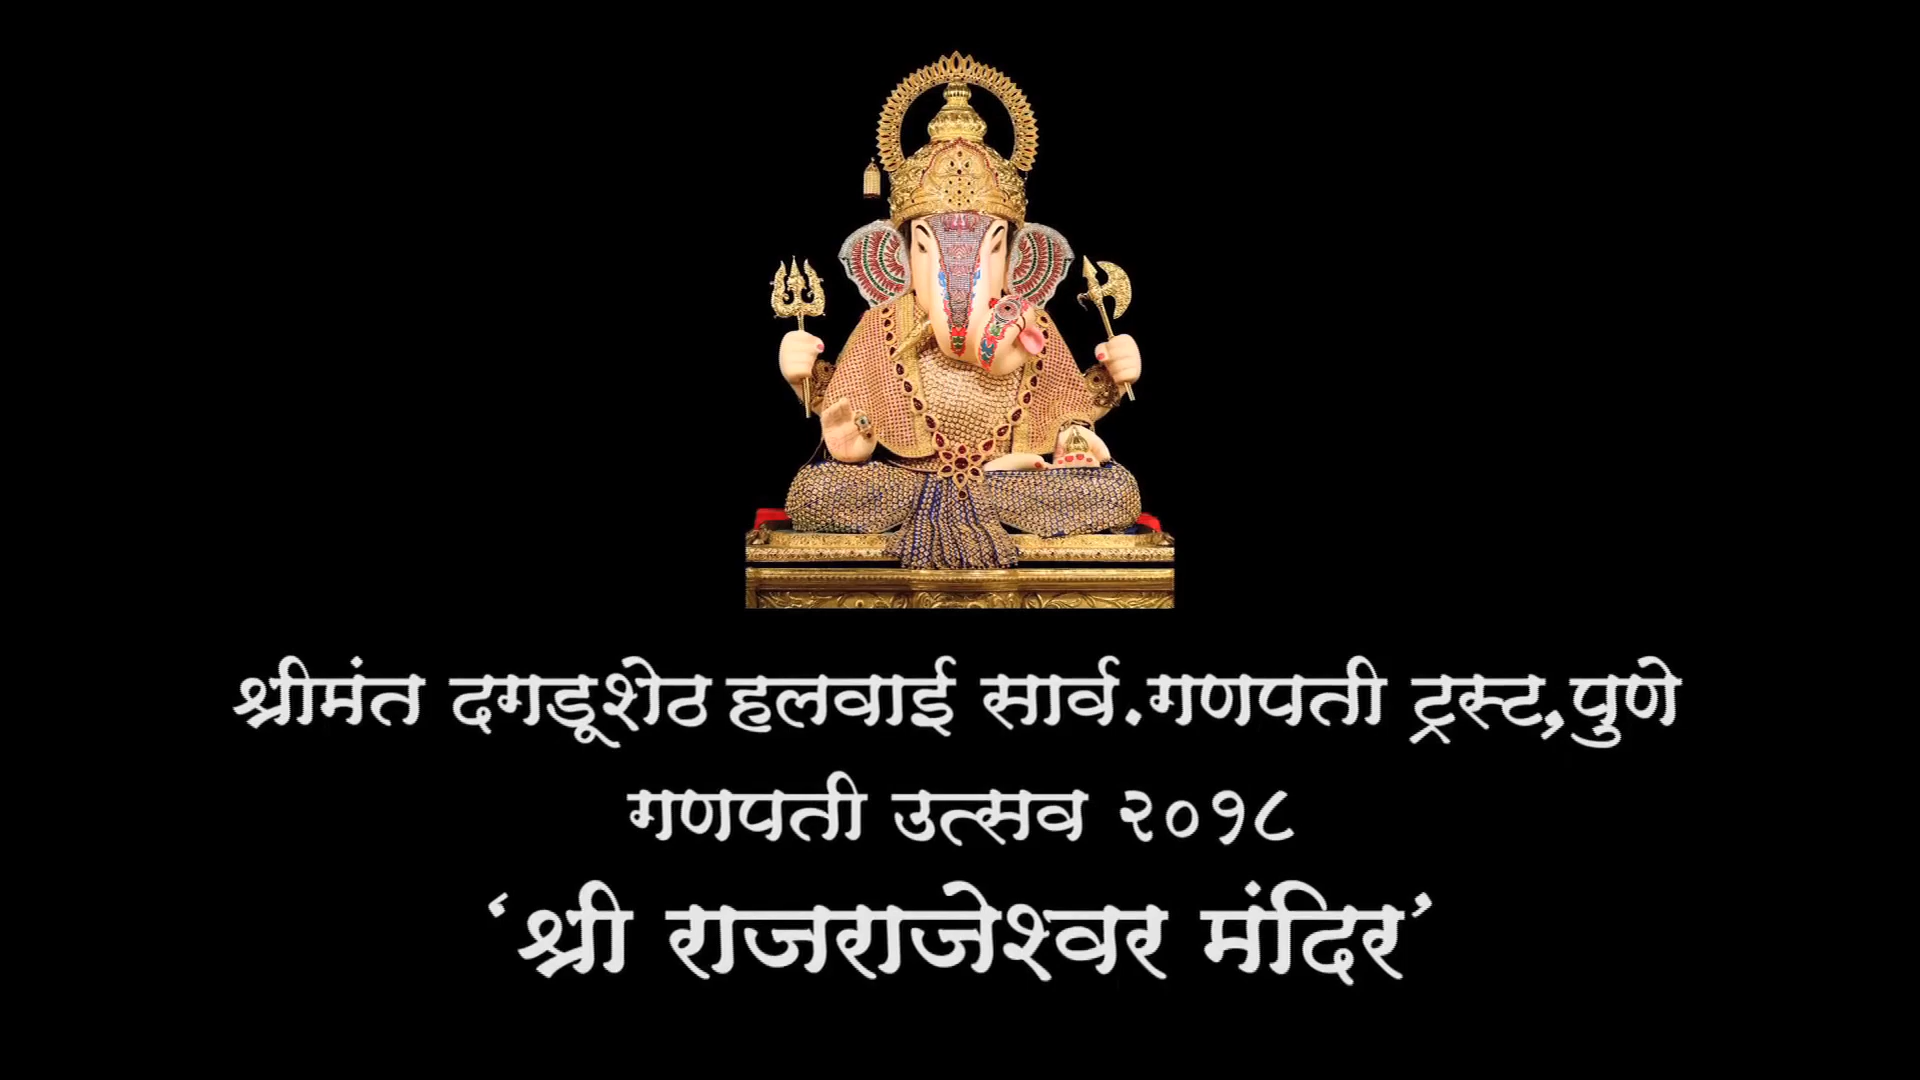 श्रीमंत दगडूशेठ हलवाई सार्व.गणपती ट्रस्ट,पुणे
गणपती उत्सव २०१८
‘श्री राजराजेश्वर मंदिर’